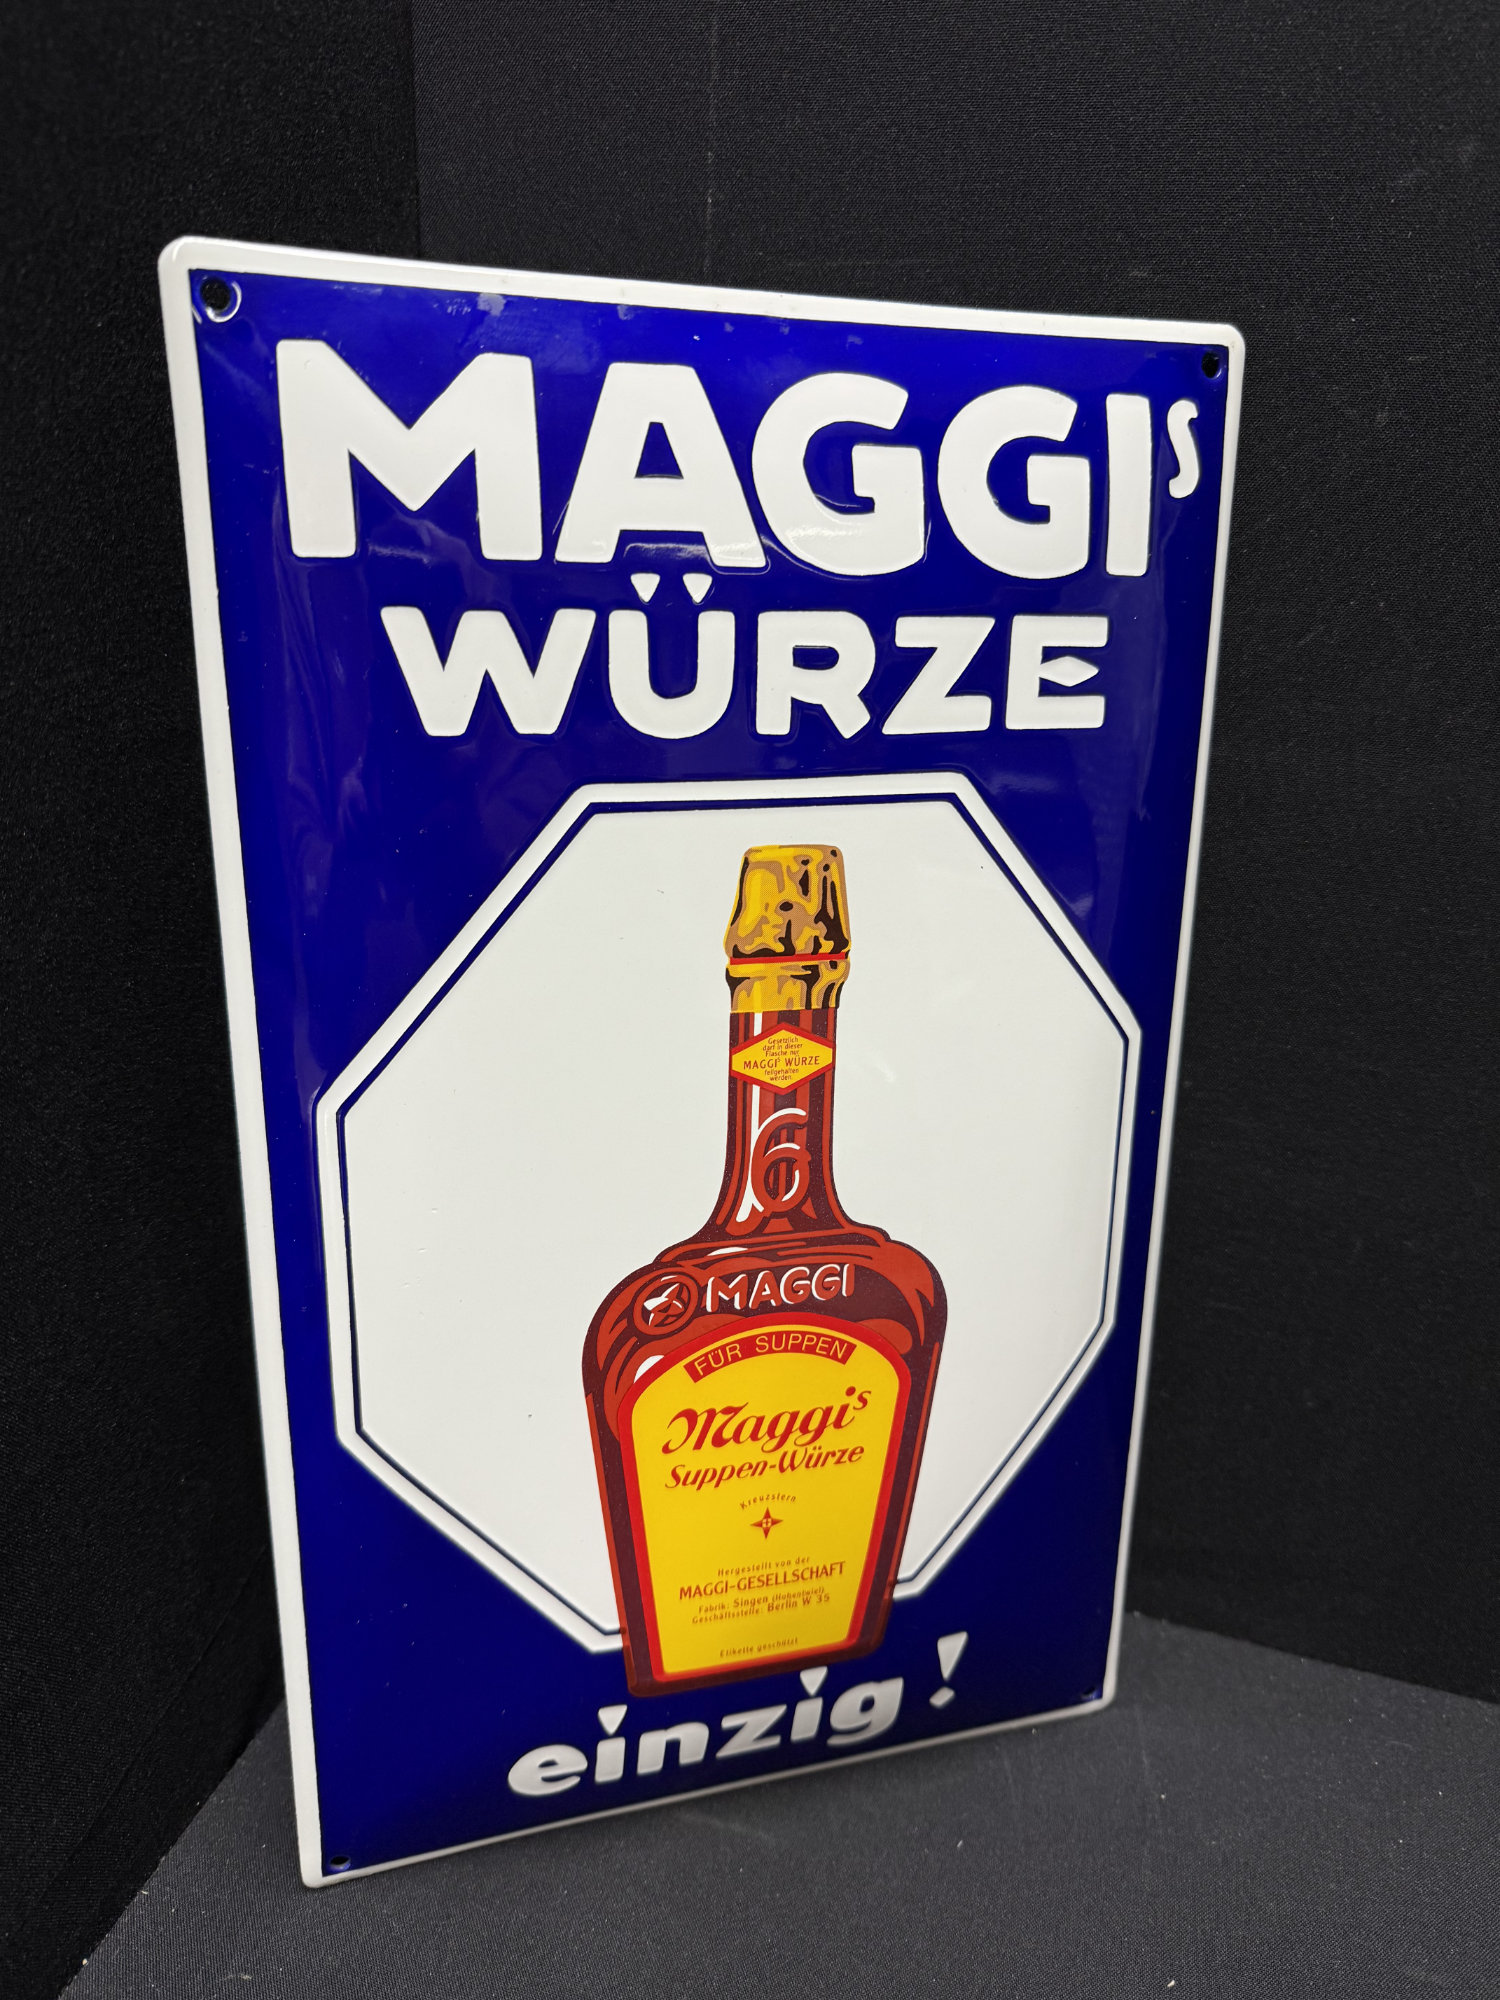 MAGGIS
WÜRZE
Gesetzlich
darf in dieser
Flasche nur
MAGGIS WÜRZE
feilgehalten
werden.
MAGGI
FÜR SUPPEN
Maggis
Suppen-Würze
Kreuzstern
Hergestellt von der
MAGGI-GESELLSCHAFT
Fabrik: Singen (Hohentwiel)
Geschäftsstelle: Berlin W 35
Etikette geschützt
einzig!